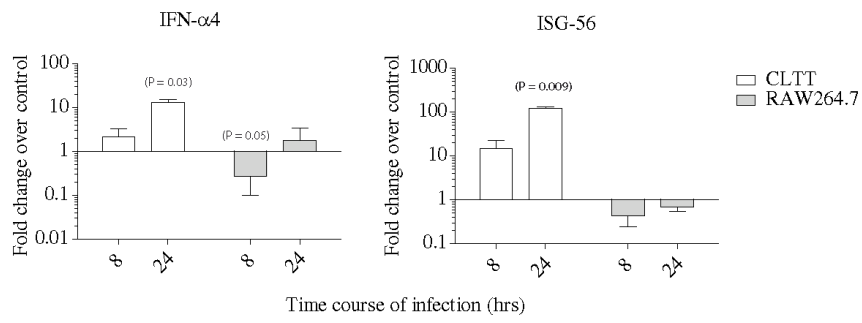 IFN-α4
Fold change over control
100
10
1
0.1
0.01
(P = 0.03)
(P = 0.05)
8
24
8
24
ISG-56
Fold change over control
1000
100
10
1
0.1
(P = 0.009)
8
24
8
24
CLTT
RAW264.7
Time course of infection (hrs)